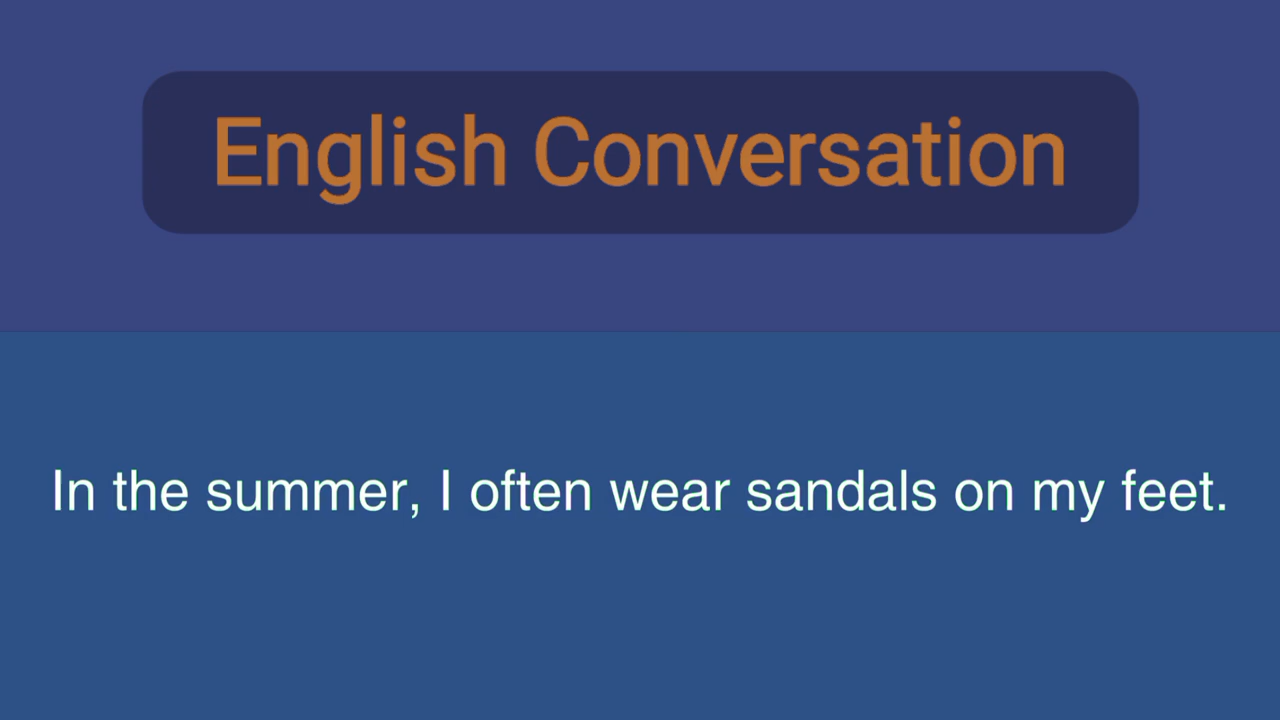 English Conversation
In the summer, I often wear sandals on my feet.